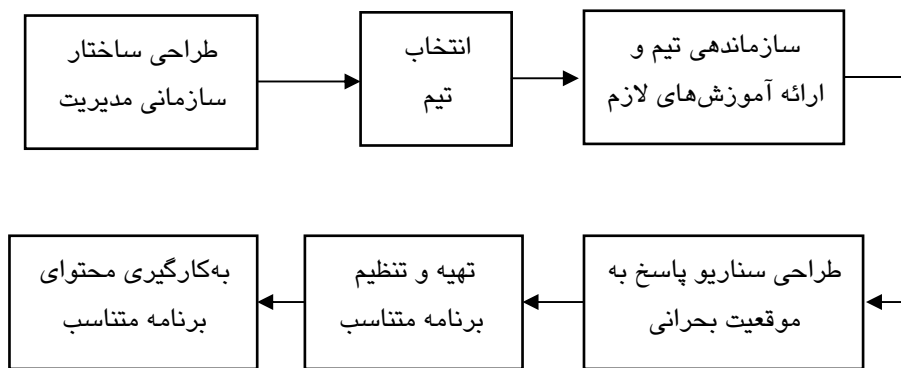 طراحی ساختار
سازمانی مدیریت
انتخاب
تیم
سازماندهی تیم و
ارائه آموزش‌های لازم
طراحی سناریو پاسخ به
موقعیت بحرانی
تهیه و تنظیم
برنامه متناسب
به‌کارگیری محتوای
برنامه متناسب